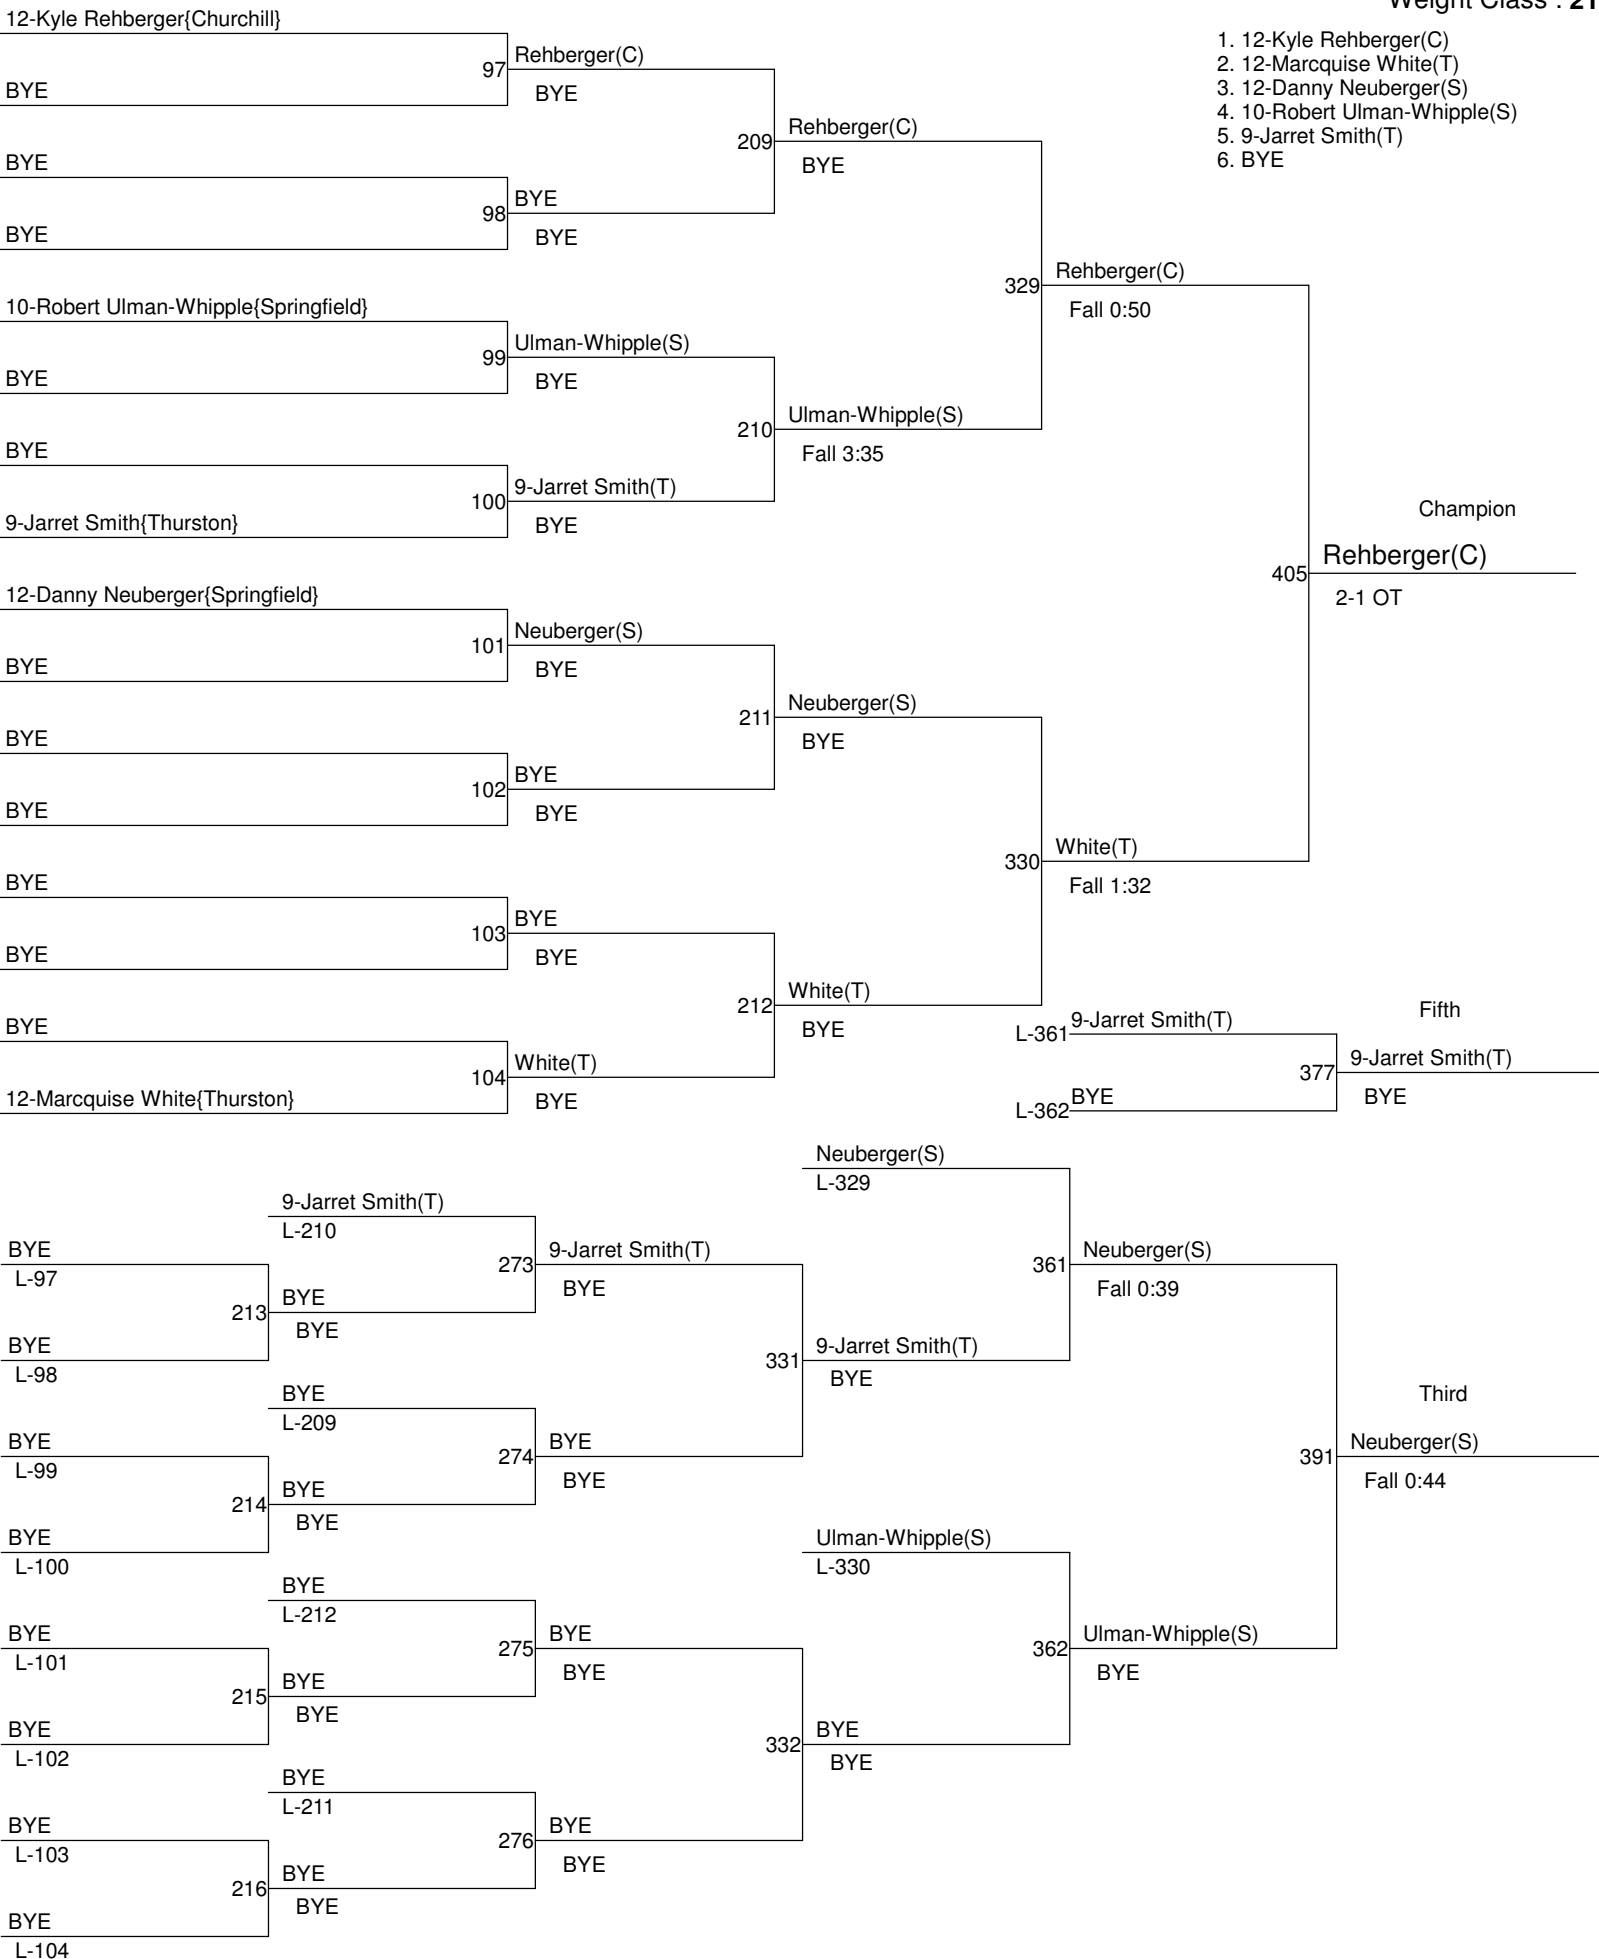 Weight Class : 21
1. 12-Kyle Rehberger(C)
2. 12-Marcquise White(T)
3. 12-Danny Neuberger(S)
4. 10-Robert Ulman-Whipple(S)
5. 9-Jarret Smith(T)
6. BYE
12-Kyle Rehberger{Churchill}
97
BYE
Rehberger(C)
BYE
BYE
98
BYE
BYE
BYE
209
Rehberger(C)
BYE
10-Robert Ulman-Whipple{Springfield}
99
BYE
Ulman-Whipple(S)
BYE
BYE
100
9-Jarret Smith{Thurston}
9-Jarret Smith(T)
BYE
210
Ulman-Whipple(S)
Fall 3:35
329
Rehberger(C)
Fall 0:50
12-Danny Neuberger{Springfield}
101
BYE
Neuberger(S)
BYE
BYE
102
BYE
BYE
BYE
211
Neuberger(S)
BYE
BYE
103
BYE
BYE
BYE
BYE
104
12-Marcquise White{Thurston}
White(T)
BYE
212
White(T)
BYE
330
White(T)
Fall 1:32
Champion
405
Rehberger(C)
2-1 OT
Fifth
L-361
9-Jarret Smith(T)
L-362
BYE
377
9-Jarret Smith(T)
BYE
BYE
L-97
213
BYE
L-98
9-Jarret Smith(T)
L-210
BYE
BYE
273
9-Jarret Smith(T)
BYE
BYE
L-99
214
BYE
L-100
BYE
L-209
BYE
BYE
274
BYE
BYE
331
9-Jarret Smith(T)
BYE
Neuberger(S)
L-329
361
Neuberger(S)
Fall 0:39
BYE
L-101
215
BYE
L-102
BYE
L-212
BYE
BYE
275
BYE
BYE
BYE
L-103
216
BYE
L-104
BYE
L-211
BYE
BYE
276
BYE
BYE
332
BYE
BYE
Ulman-Whipple(S)
L-330
362
Ulman-Whipple(S)
BYE
Third
391
Neuberger(S)
Fall 0:44